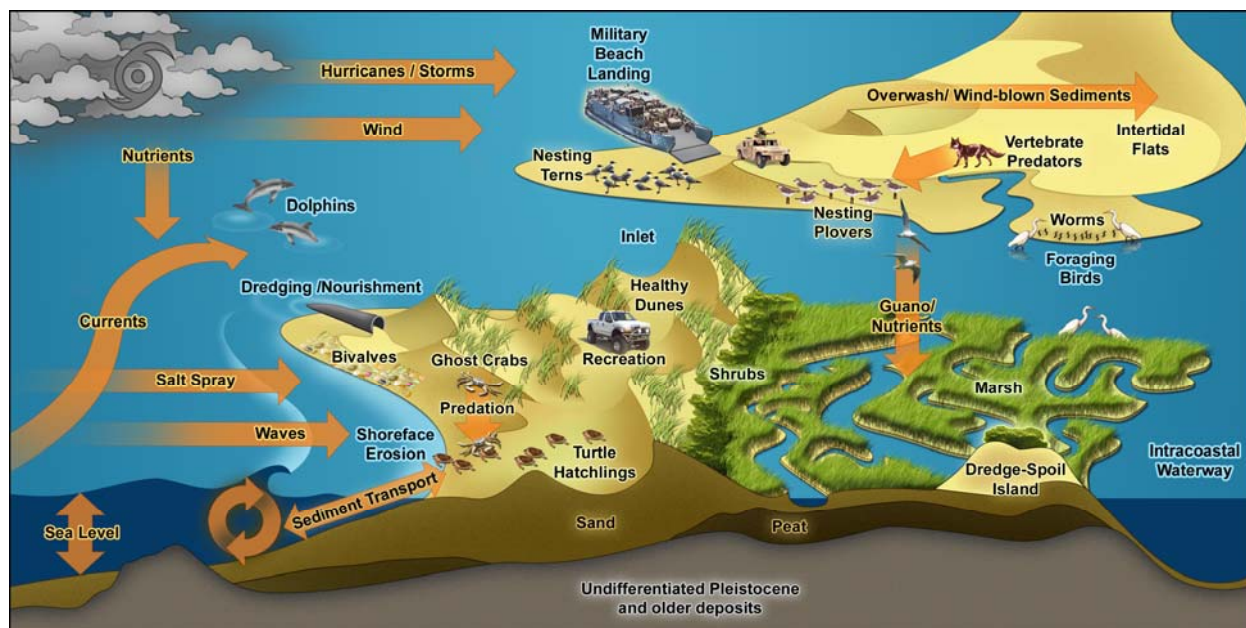 Military
Beach
Landing
Hurricanes / Storms
Overwash/ Wind-blown Sediments
Wind
Intertidal
Flats
Vertebrate
Predators
Nutrients
Nesting
Terns
Dolphins
Nesting
Plovers
Worms
Inlet
Foraging
Birds
Dredging /Nourishment
Healthy
Dunes
Guano/
Nutrients
Currents
Bivalves
Ghost Crabs
Recreation
Shrubs
Salt Spray
Marsh
Predation
Waves
Shoreface
Erosion
Turtle
Hatchlings
Intracoastal
Waterway
Dredge-Spoil
Island
Sediment Transport
Sea Level
Sand
Peat
Undifferentiated Pleistocene
and older deposits